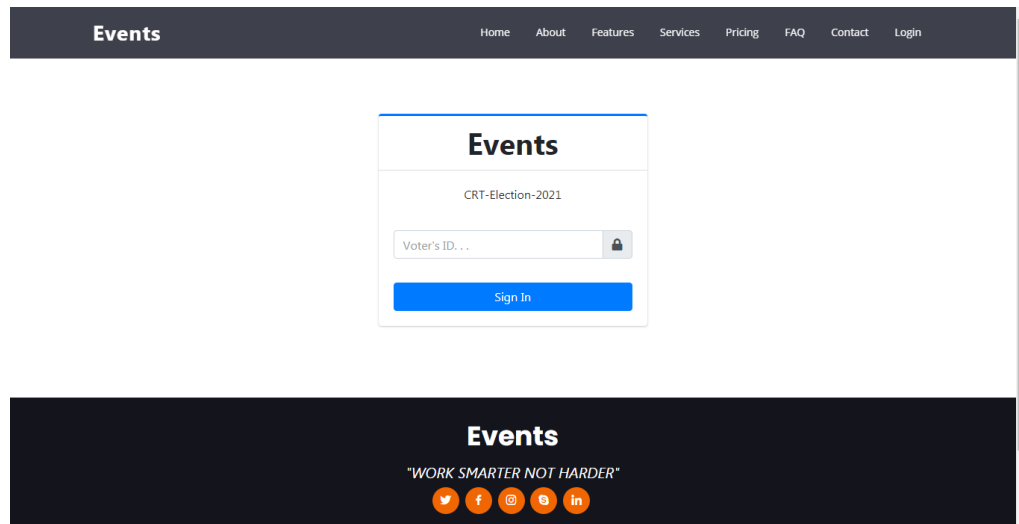 Events Home About Features Services Pricing FAQ Contact Login
Events
CRT-Election-2021
Voter's ID. . .
Sign In
Events
"WORK SMARTER NOT HARDER"